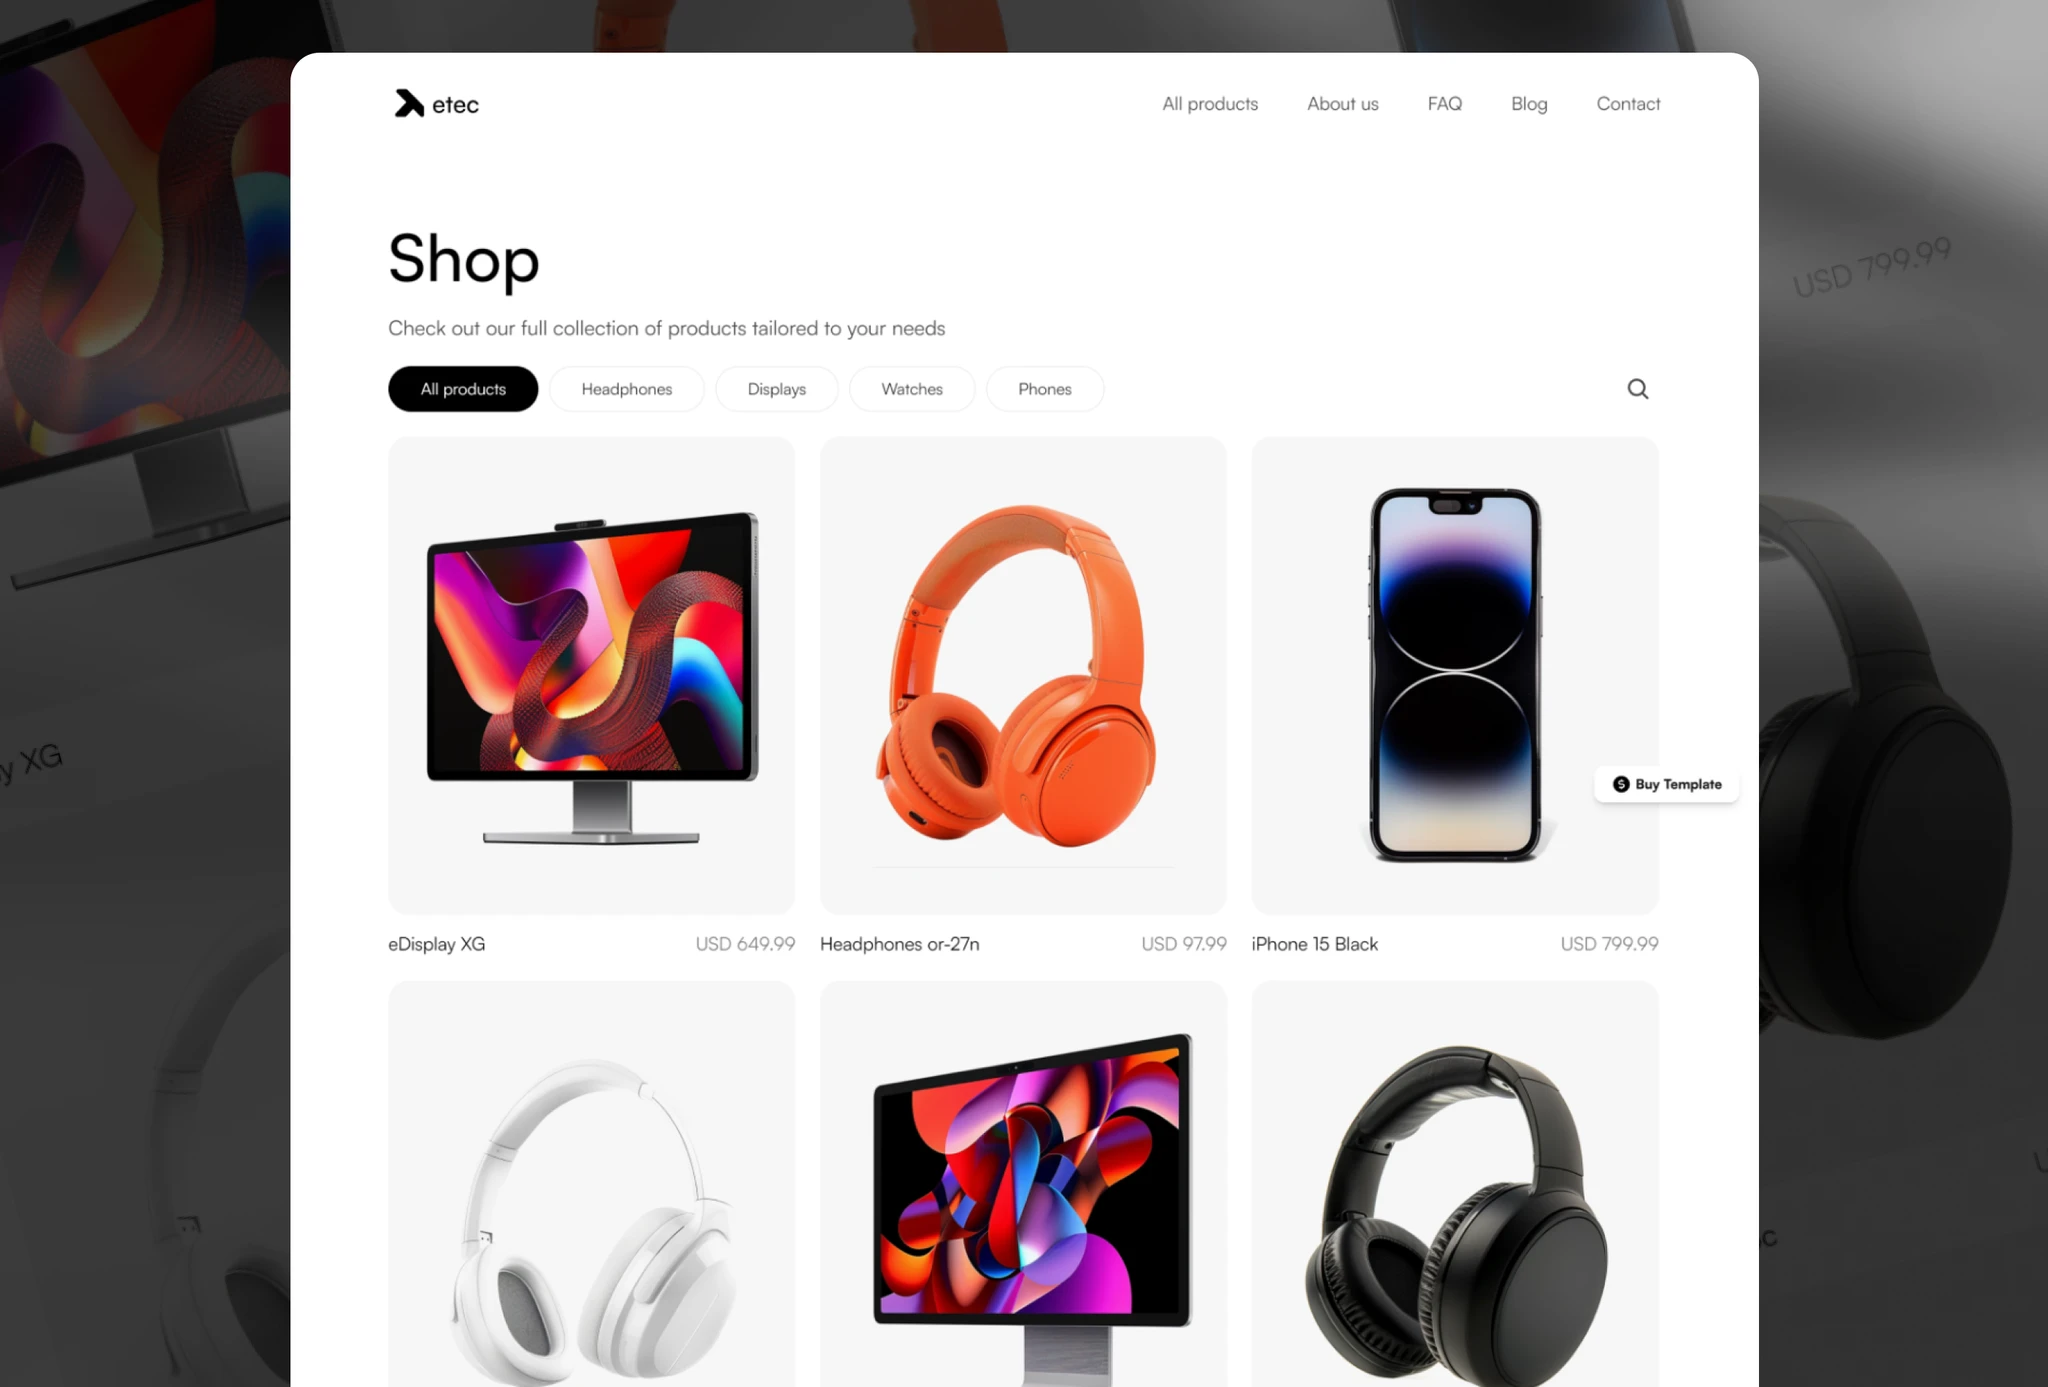 etec
All products About us FAQ Blog Contact
USD 799.99
Shop
Check out our full collection of products tailored to your needs
All products Headphones Displays Watches Phones
XG
Buy Template
eDisplay XG USD 649.99 Headphones or-27n USD 97.99 iPhone 15 Black USD 799.99